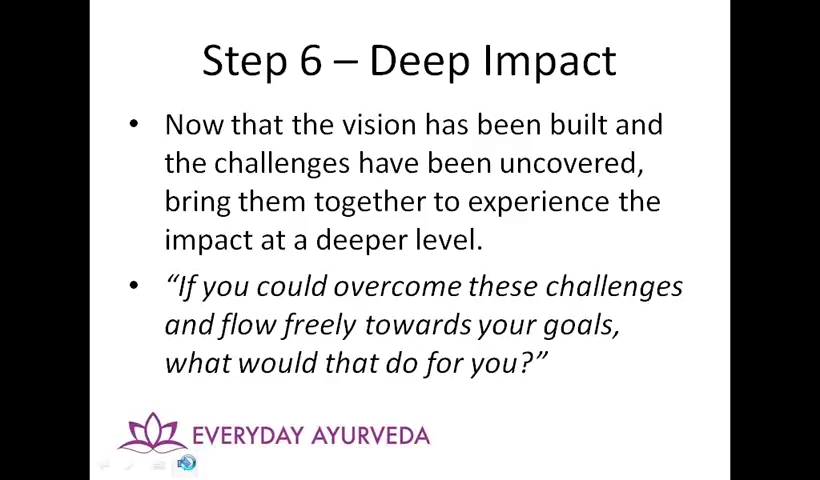 Step 6 – Deep Impact
• Now that the vision has been built and
the challenges have been uncovered,
bring them together to experience the
impact at a deeper level.
• “If you could overcome these challenges
and flow freely towards your goals,
what would that do for you?”
EVERYDAY AYURVEDA